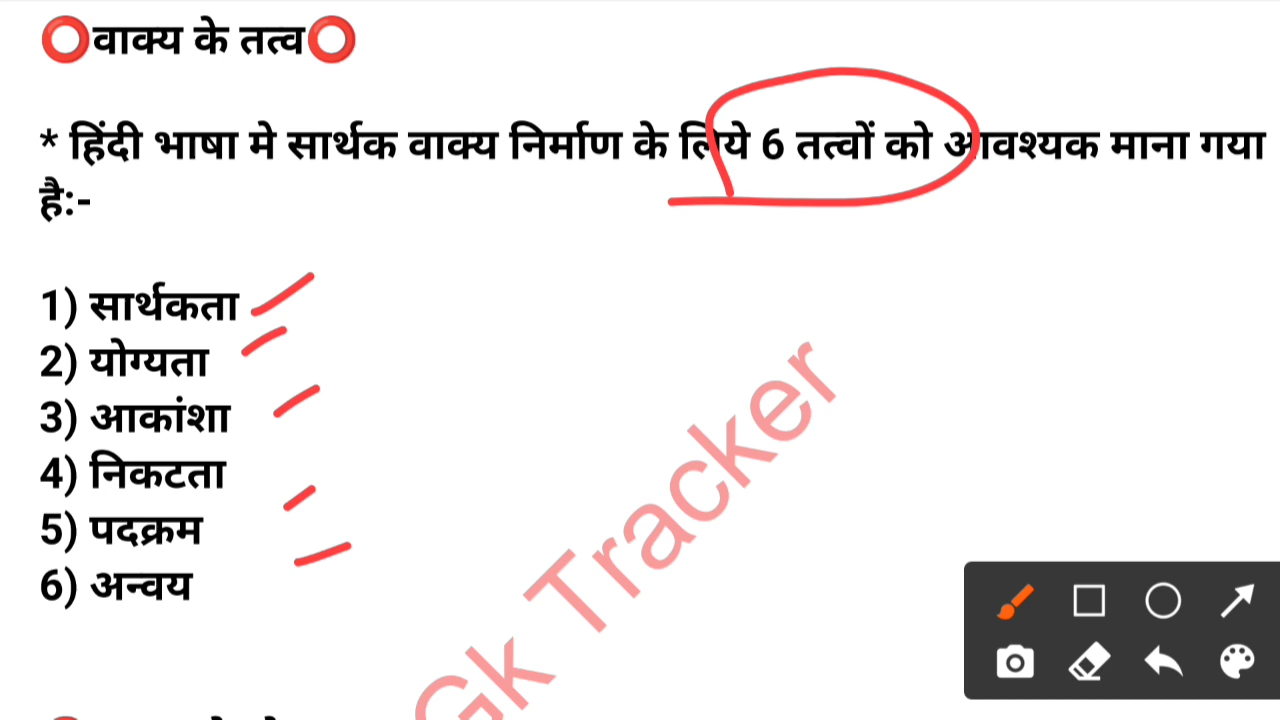 ⭕वाक्य के तत्व⭕
* हिंदी भाषा मे सार्थक वाक्य निर्माण के लिये 6 तत्वों को आवश्यक माना गया
है:-
1) सार्थकता
2) योग्यता
3) आकांशा
4) निकटता
5) पदक्रम
6) अन्वय
Gk Tracker